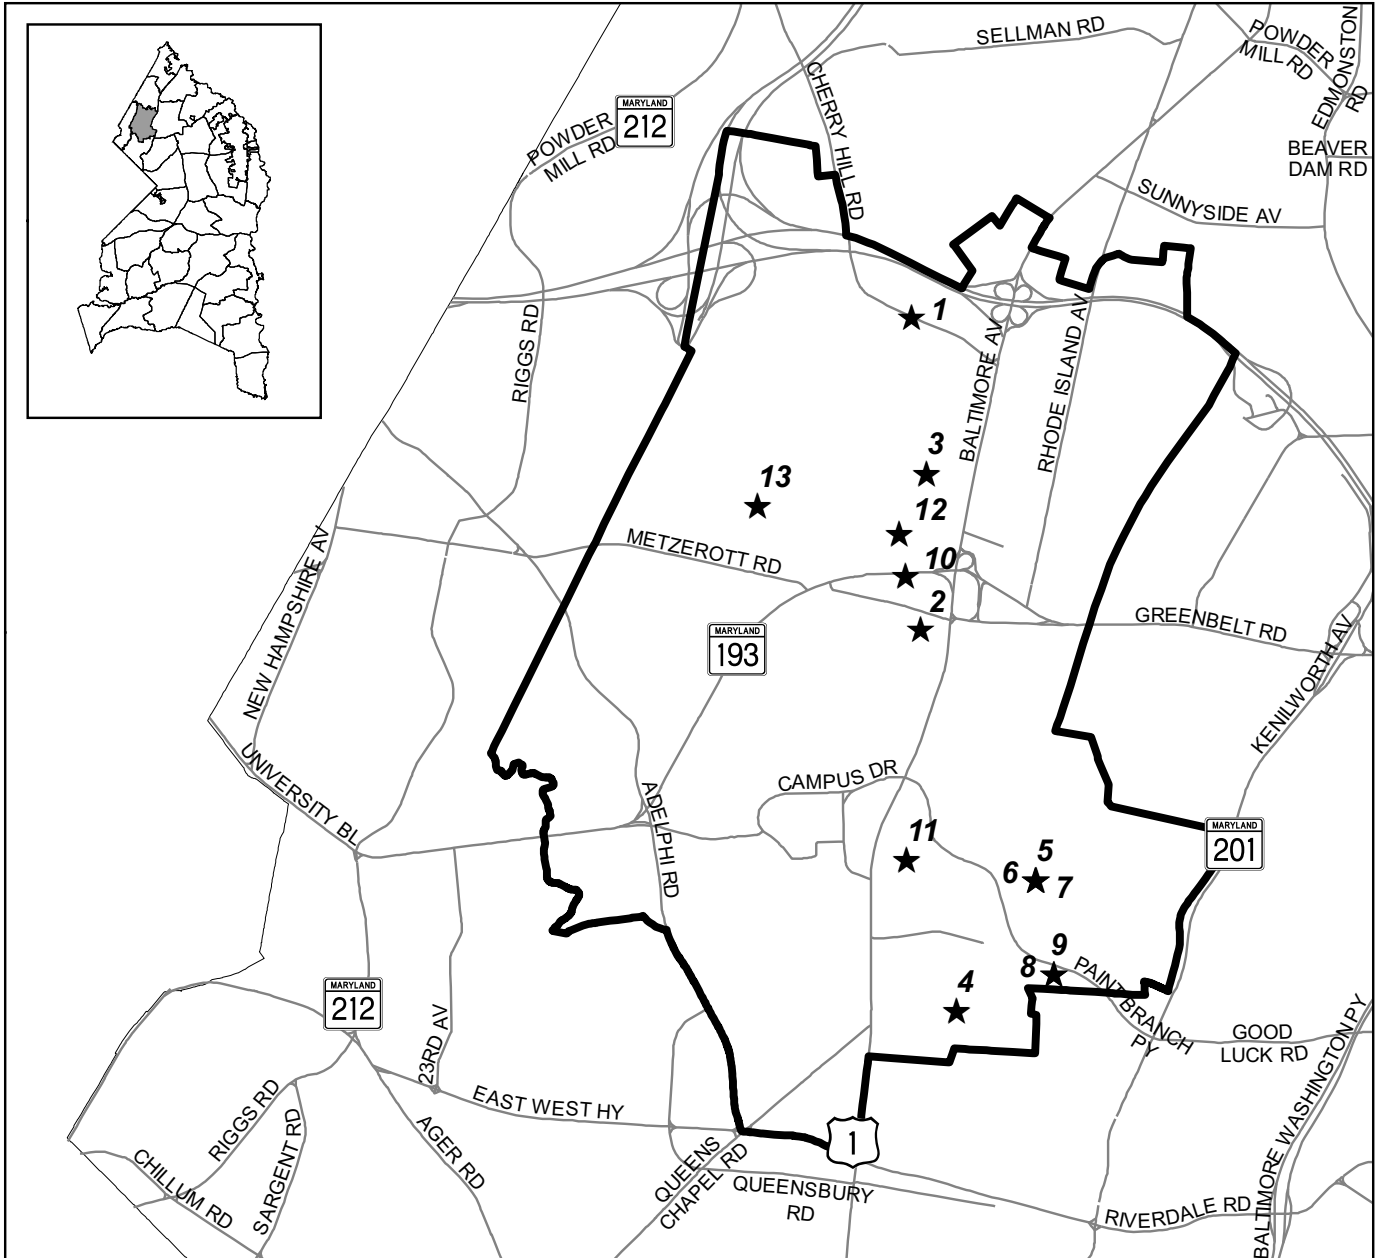 SELLMAN RD
POWDER
MILL RD
EDMONSTON
RD
MARYLAND
212
POWDER
MILL RD
CHERRY HILL RD
BEAVER
DAM RD
SUNNYSIDE AV
RIGGS RD
1
BALTIMORE AV
RHODE ISLAND AV
3
13
12
METZEROTT RD
10
NEW HAMPSHIRE AV
2
GREENBELT RD
MARYLAND
193
KENILWORTH AV
UNIVERSITY BL
CAMPUS DR
ADELPHI RD
11
MARYLAND
201
5
6
7
9
8
PAINT BRANCH
PY
4
MARYLAND
212
23RD AV
GOOD
LUCK RD
BALTIMORE WASHINGTON PY
RIGGS RD
SARGENT RD
EAST WEST HY
AGER RD
1
QUEENS
CHAPEL RD
CHILLUM RD
QUEENSBURY
RD
RIVERDALE RD